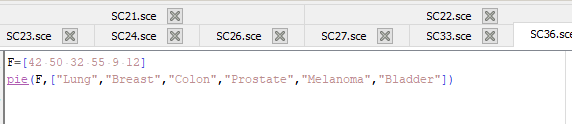 SC21.sce SC22.sce
SC23.sce SC24.sce SC26.sce SC27.sce SC33.sce SC36.sce
F=[42 50 32 55 9 12]
pie(F,["Lung","Breast","Colon","Prostate","Melanoma","Bladder"])